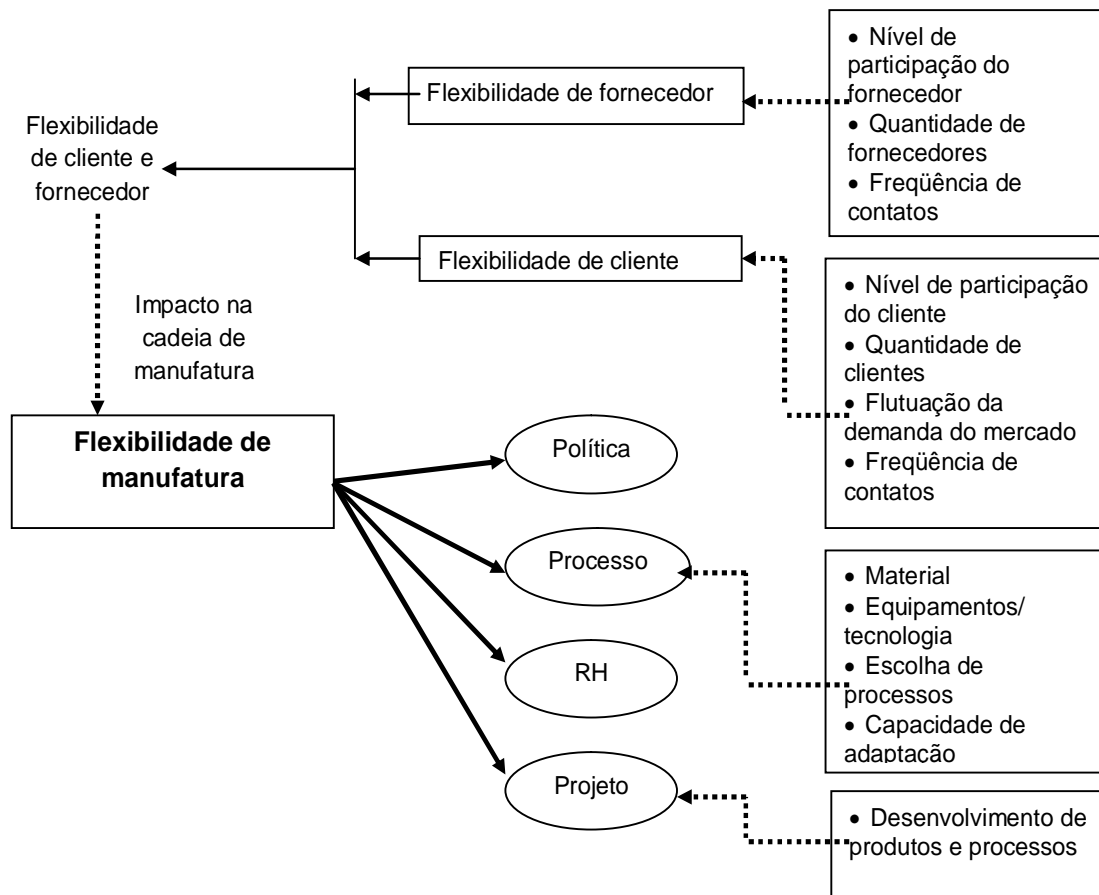 • Nível de
participação do
fornecedor
• Quantidade de
fornecedores
• Freqüência de
contatos
Flexibilidade de fornecedor
Flexibilidade
de cliente e
fornecedor
Flexibilidade de cliente
• Nível de participação
do cliente
• Quantidade de
clientes
• Flutuação da
demanda do mercado
• Freqüência de
contatos
Impacto na
cadeia de
manufatura
Flexibilidade de
manufatura
Política
Processo
RH
Projeto
• Material
• Equipamentos/
tecnologia
• Escolha de
processos
• Capacidade de
adaptação
• Desenvolvimento de
produtos e processos